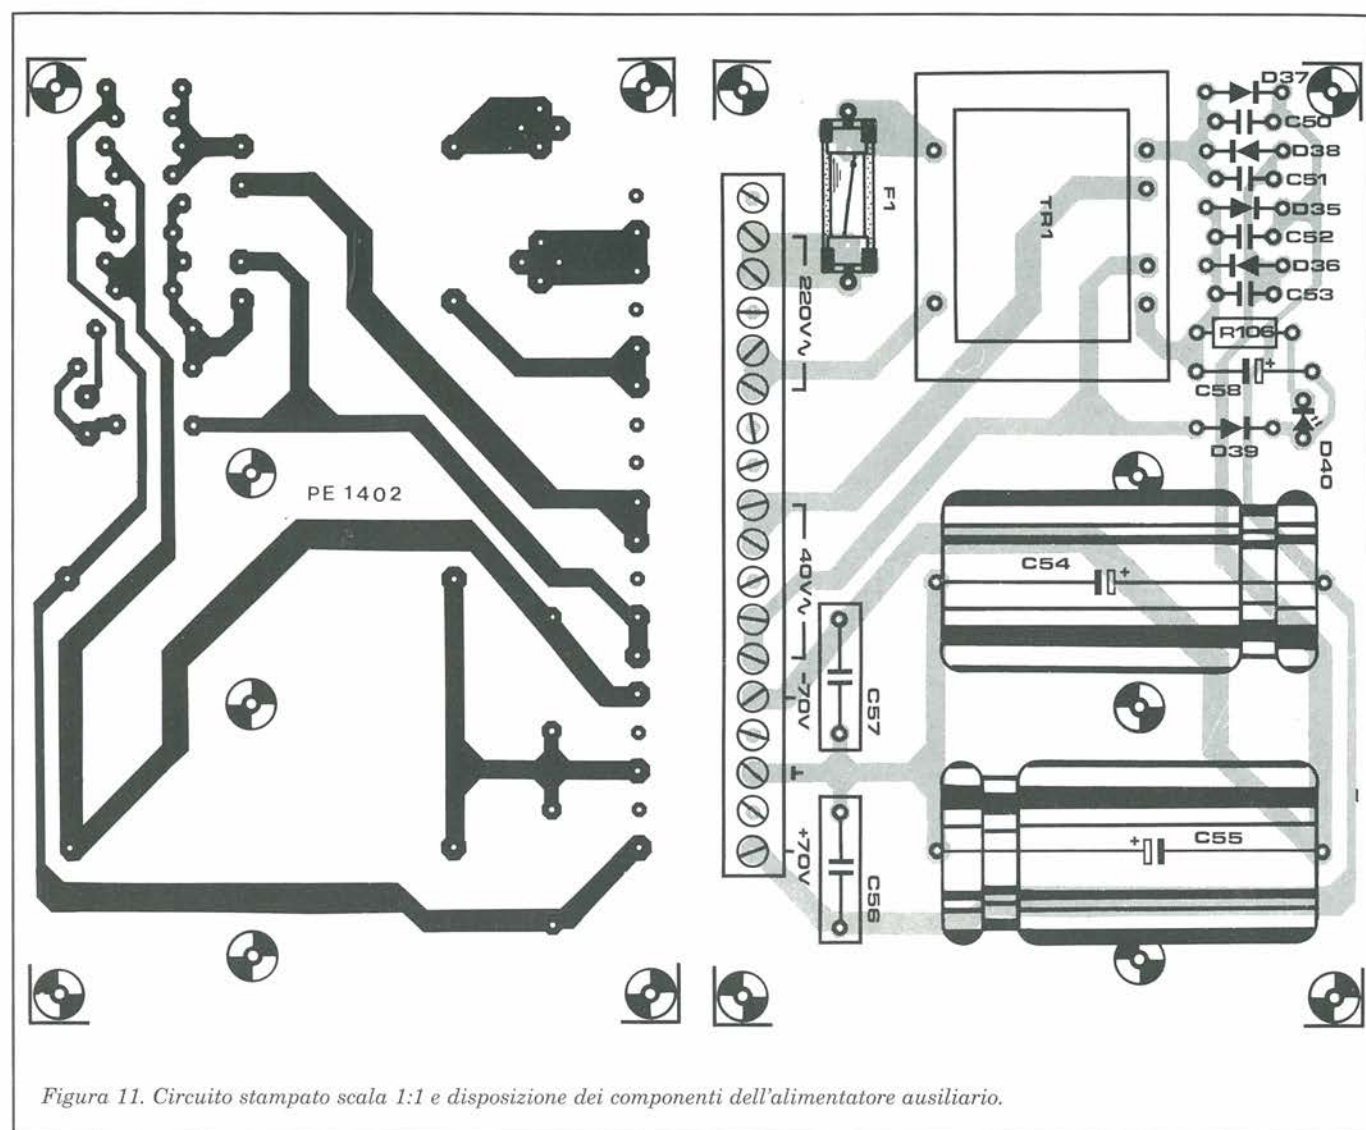 PE 1402
F1
TR1
D37
C50
D38
C51
D35
C52
D36
C53
R106
C58
D39
D40
220V~
40V~
-70V
⊥
+70V
C57
C56
C54
+
C55
+
+
Figura 11. Circuito stampato scala 1:1 e disposizione dei componenti dell'alimentatore ausiliario.